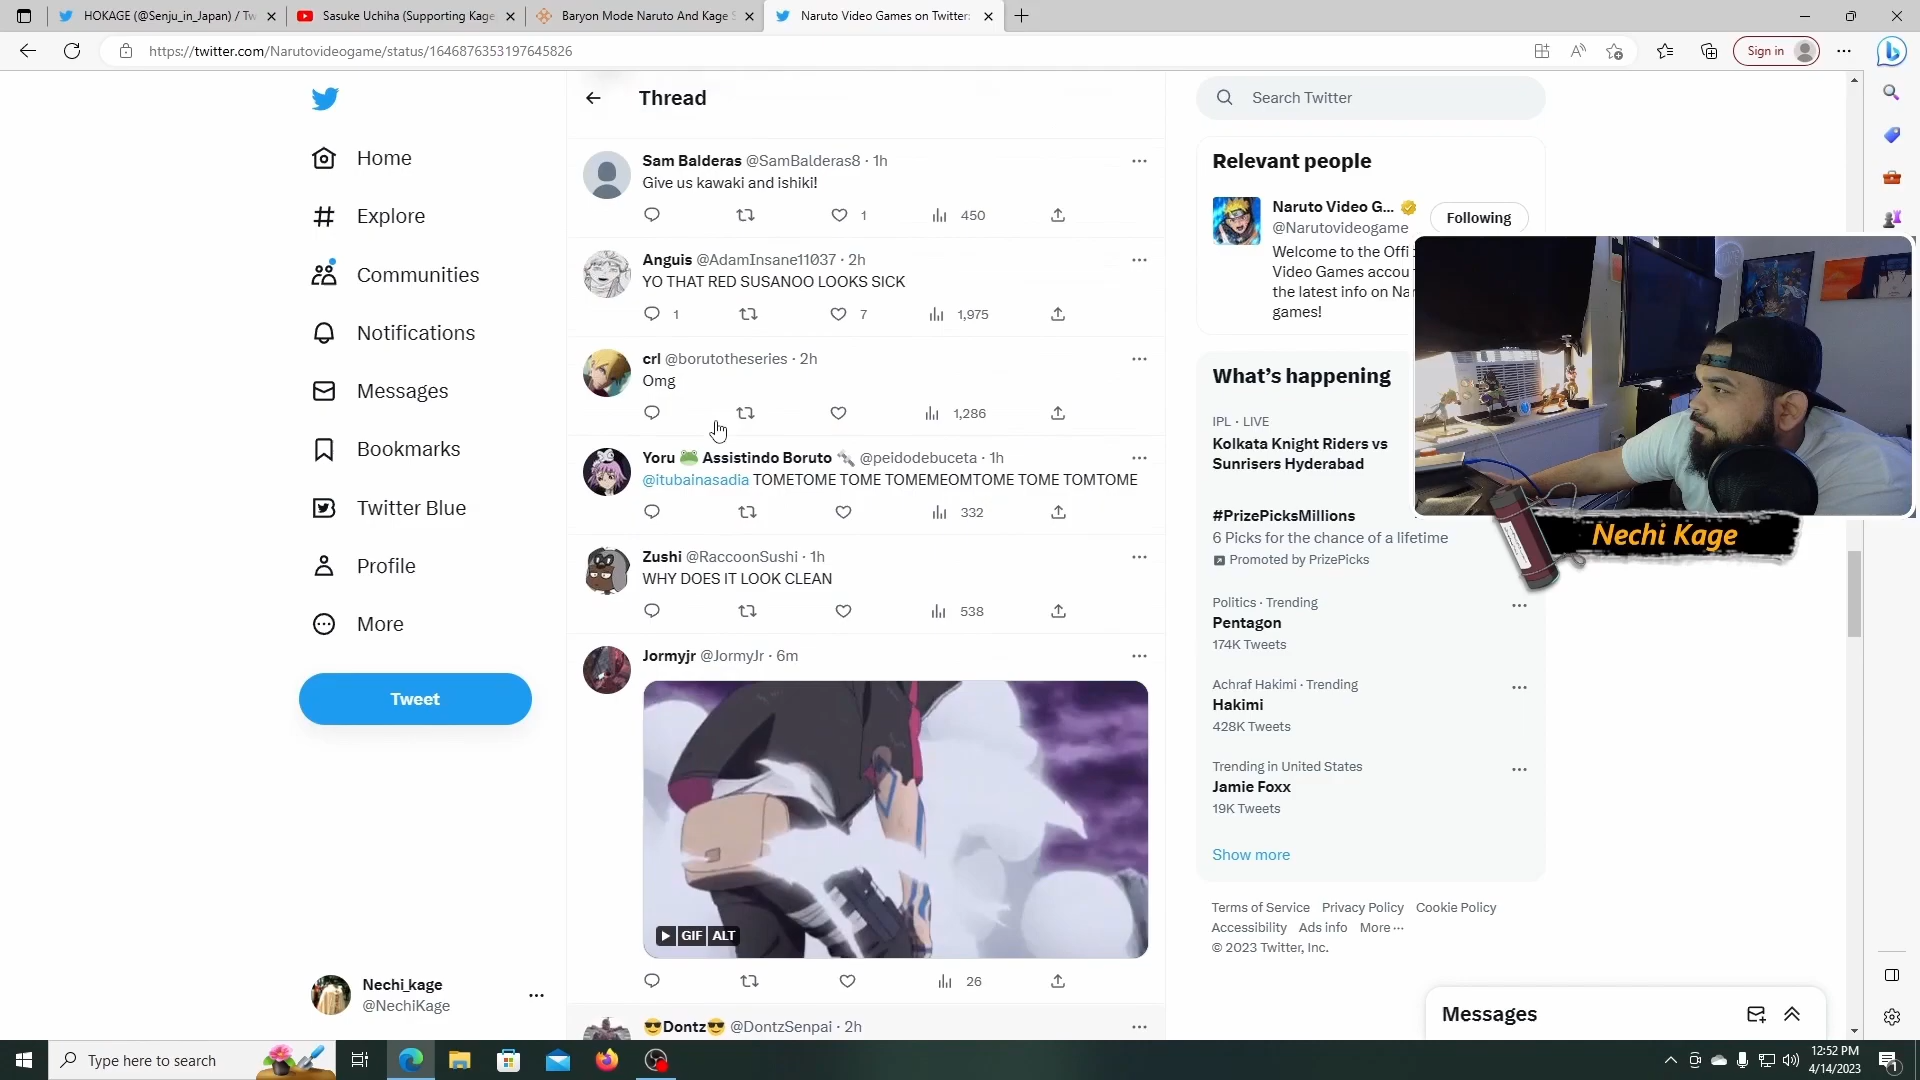 HOKAGE (@Senju_in_Japan) / Tw
Sasuke Uchiha (Supporting Kage
Baryon Mode Naruto And Kage S
Naruto Video Games on Twitter:
https://twitter.com/Narutovideogame/status/1646876353197645826
Sign in
Home
Explore
Communities
Notifications
Messages
Bookmarks
Twitter Blue
Profile
More
Tweet
Nechi_kage
@NechiKage
Thread
Sam Balderas @SamBalderas8 · 1h
Give us kawaki and ishiki!
1 450
Anguis @AdamInsane11037 · 2h
YO THAT RED SUSANOO LOOKS SICK
1 7 1,975
crl @borutotheseries · 2h
Omg
1,286
Yoru 🐸 Assistindo Boruto 🔩 @peidodebuceta · 1h
@itubainasadia TOMETOME TOME TOMEMEOMTOME TOME TOMTOME
332
Zushi @RaccoonSushi · 1h
WHY DOES IT LOOK CLEAN
538
Jormyjr @JormyJr · 6m
GIF ALT
26
😎Dontz😎 @DontzSenpai · 2h
Search Twitter
Relevant people
Naruto Video G...
@Narutovideogame
Following
Welcome to the Offi
Video Games accou
the latest info on Na
games!
What's happening
IPL · LIVE
Kolkata Knight Riders vs
Sunrisers Hyderabad
#PrizePicksMillions
6 Picks for the chance of a lifetime
Promoted by PrizePicks
Politics · Trending
Pentagon
174K Tweets
Achraf Hakimi · Trending
Hakimi
428K Tweets
Trending in United States
Jamie Foxx
19K Tweets
Show more
Terms of Service Privacy Policy Cookie Policy
Accessibility Ads info More ···
© 2023 Twitter, Inc.
Nechi Kage
Messages
Type here to search
12:52 PM
4/14/2023
1